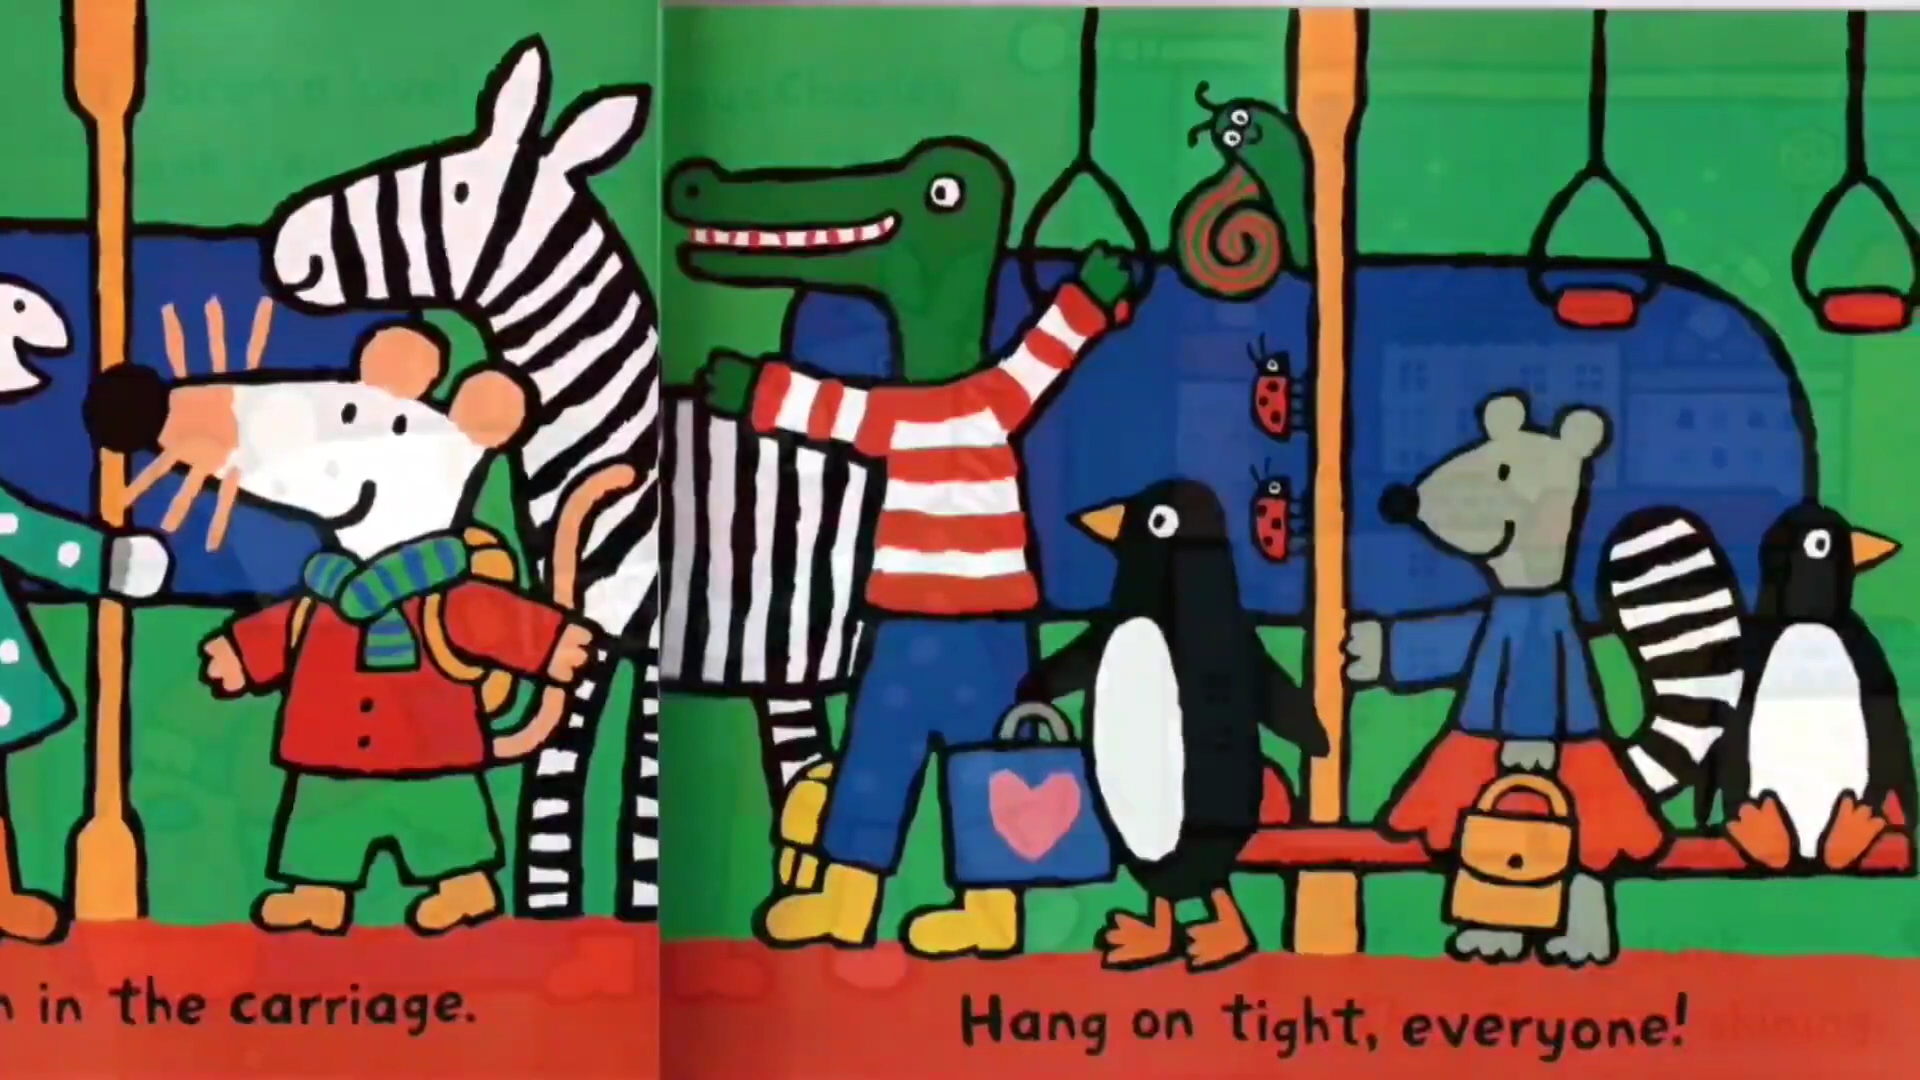 in the carriage.
Hang on tight, everyone!